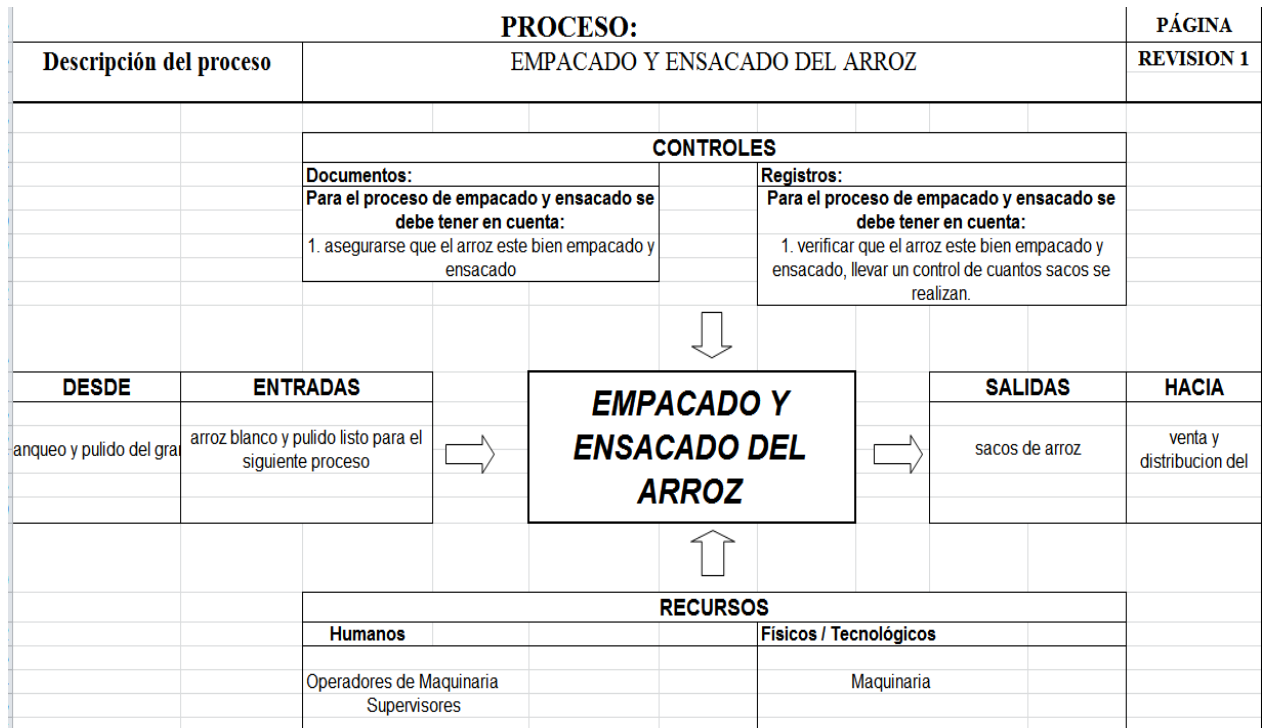 PROCESO:
PÁGINA
Descripción del proceso
EMPACADO Y ENSACADO DEL ARROZ
REVISION 1
CONTROLES
Documentos:
Registros:
Para el proceso de empacado y ensacado se
debe tener en cuenta:
1. asegurarse que el arroz este bien empacado y
ensacado
Para el proceso de empacado y ensacado se
debe tener en cuenta:
1. verificar que el arroz este bien empacado y
ensacado, llevar un control de cuantos sacos se
realizan.
DESDE
ENTRADAS
anqueo y pulido del gra
arroz blanco y pulido listo para el
siguiente proceso
EMPACADO Y
ENSACADO DEL
ARROZ
SALIDAS
HACIA
sacos de arroz
venta y
distribucion del
RECURSOS
Humanos
Físicos / Tecnológicos
Operadores de Maquinaria
Supervisores
Maquinaria